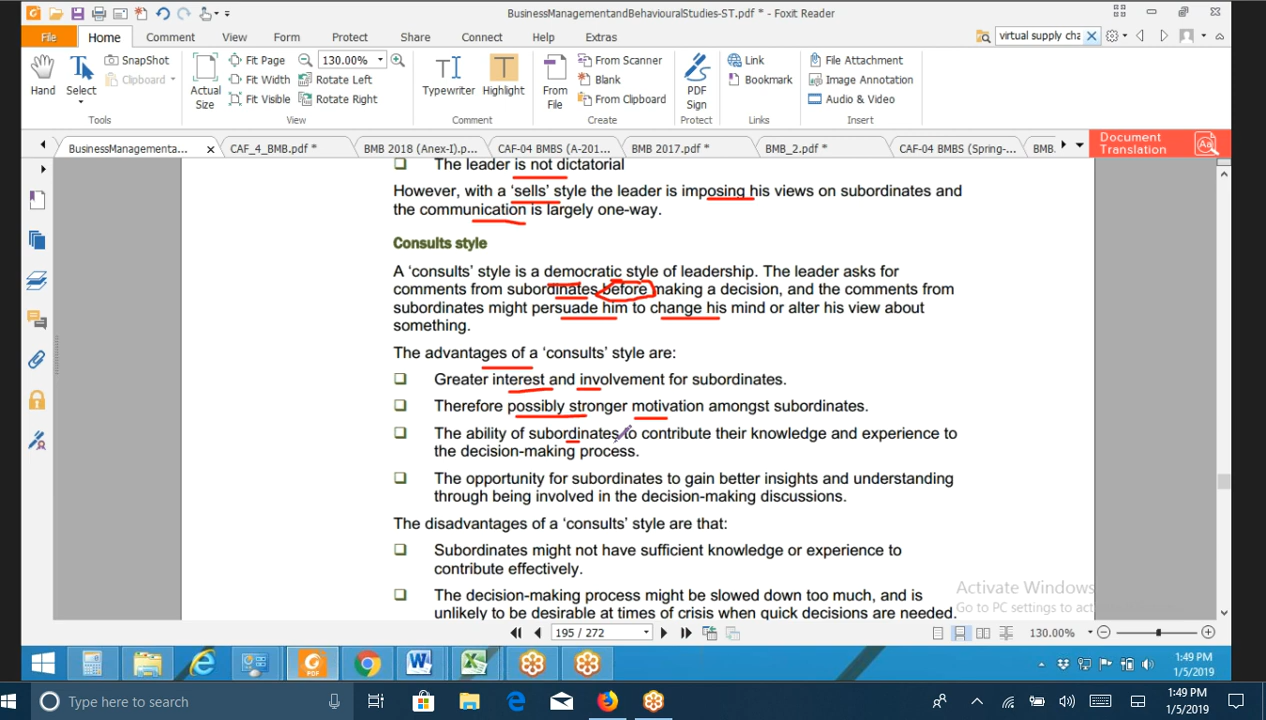 BusinessManagementandBehaviouralStudies-ST.pdf * - Foxit Reader
File Home Comment View Form Protect Share Connect Help Extras
virtual supply cha
Hand
Select
SnapShot
Clipboard
Actual Size
Fit Page
Fit Width
Fit Visible
130.00%
Rotate Left
Rotate Right
Typewriter
Highlight
From File
From Scanner
Blank
From Clipboard
PDF Sign
Link
Bookmark
File Attachment
Image Annotation
Audio & Video
Tools View Comment Create Protect Links Insert
BusinessManagementa... CAF_4_BMB.pdf * BMB 2018 (Anex-I).p... CAF-04 BMBS (A-201... BMB 2017.pdf * BMB_2.pdf * CAF-04 BMBS (Spring-... BMB.
Document Translation
The leader is not dictatorial
However, with a ‘sells’ style the leader is imposing his views on subordinates and
the communication is largely one-way.
Consults style
A ‘consults’ style is a democratic style of leadership. The leader asks for
comments from subordinates before making a decision, and the comments from
subordinates might persuade him to change his mind or alter his view about
something.
The advantages of a ‘consults’ style are:
Greater interest and involvement for subordinates.
Therefore possibly stronger motivation amongst subordinates.
The ability of subordinates to contribute their knowledge and experience to
the decision-making process.
The opportunity for subordinates to gain better insights and understanding
through being involved in the decision-making discussions.
The disadvantages of a ‘consults’ style are that:
Subordinates might not have sufficient knowledge or experience to
contribute effectively.
The decision-making process might be slowed down too much, and is
unlikely to be desirable at times of crisis when quick decisions are needed.
Activate Windows
Go to PC settings to act
195 / 272
130.00%
1:49 PM
1/5/2019
Type here to search
1:49 PM
1/5/2019